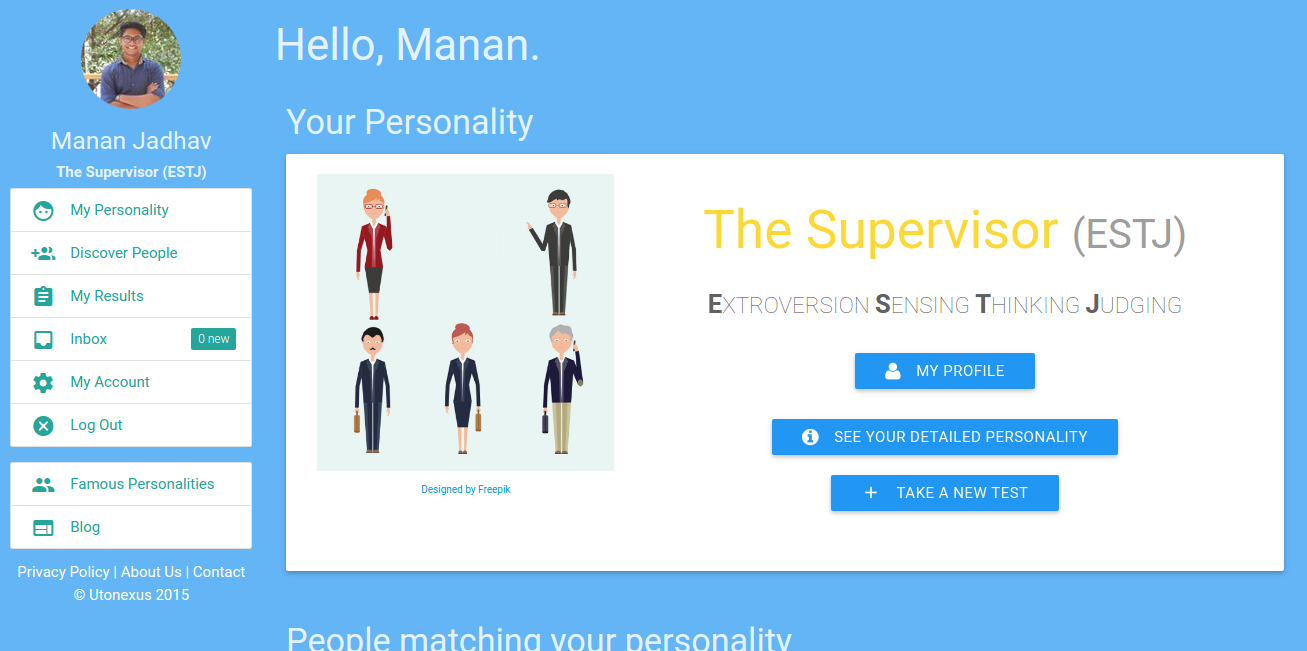 Manan Jadhav
The Supervisor (ESTJ)
My Personality
Discover People
My Results
Inbox 0 new
My Account
Log Out
Famous Personalities
Blog
Privacy Policy | About Us | Contact
© Utonexus 2015
Hello, Manan.
Your Personality
Designed by Freepik
The Supervisor (ESTJ)
EXTROVERSION SENSING THINKING JUDGING
MY PROFILE
SEE YOUR DETAILED PERSONALITY
TAKE A NEW TEST
People matching your personality